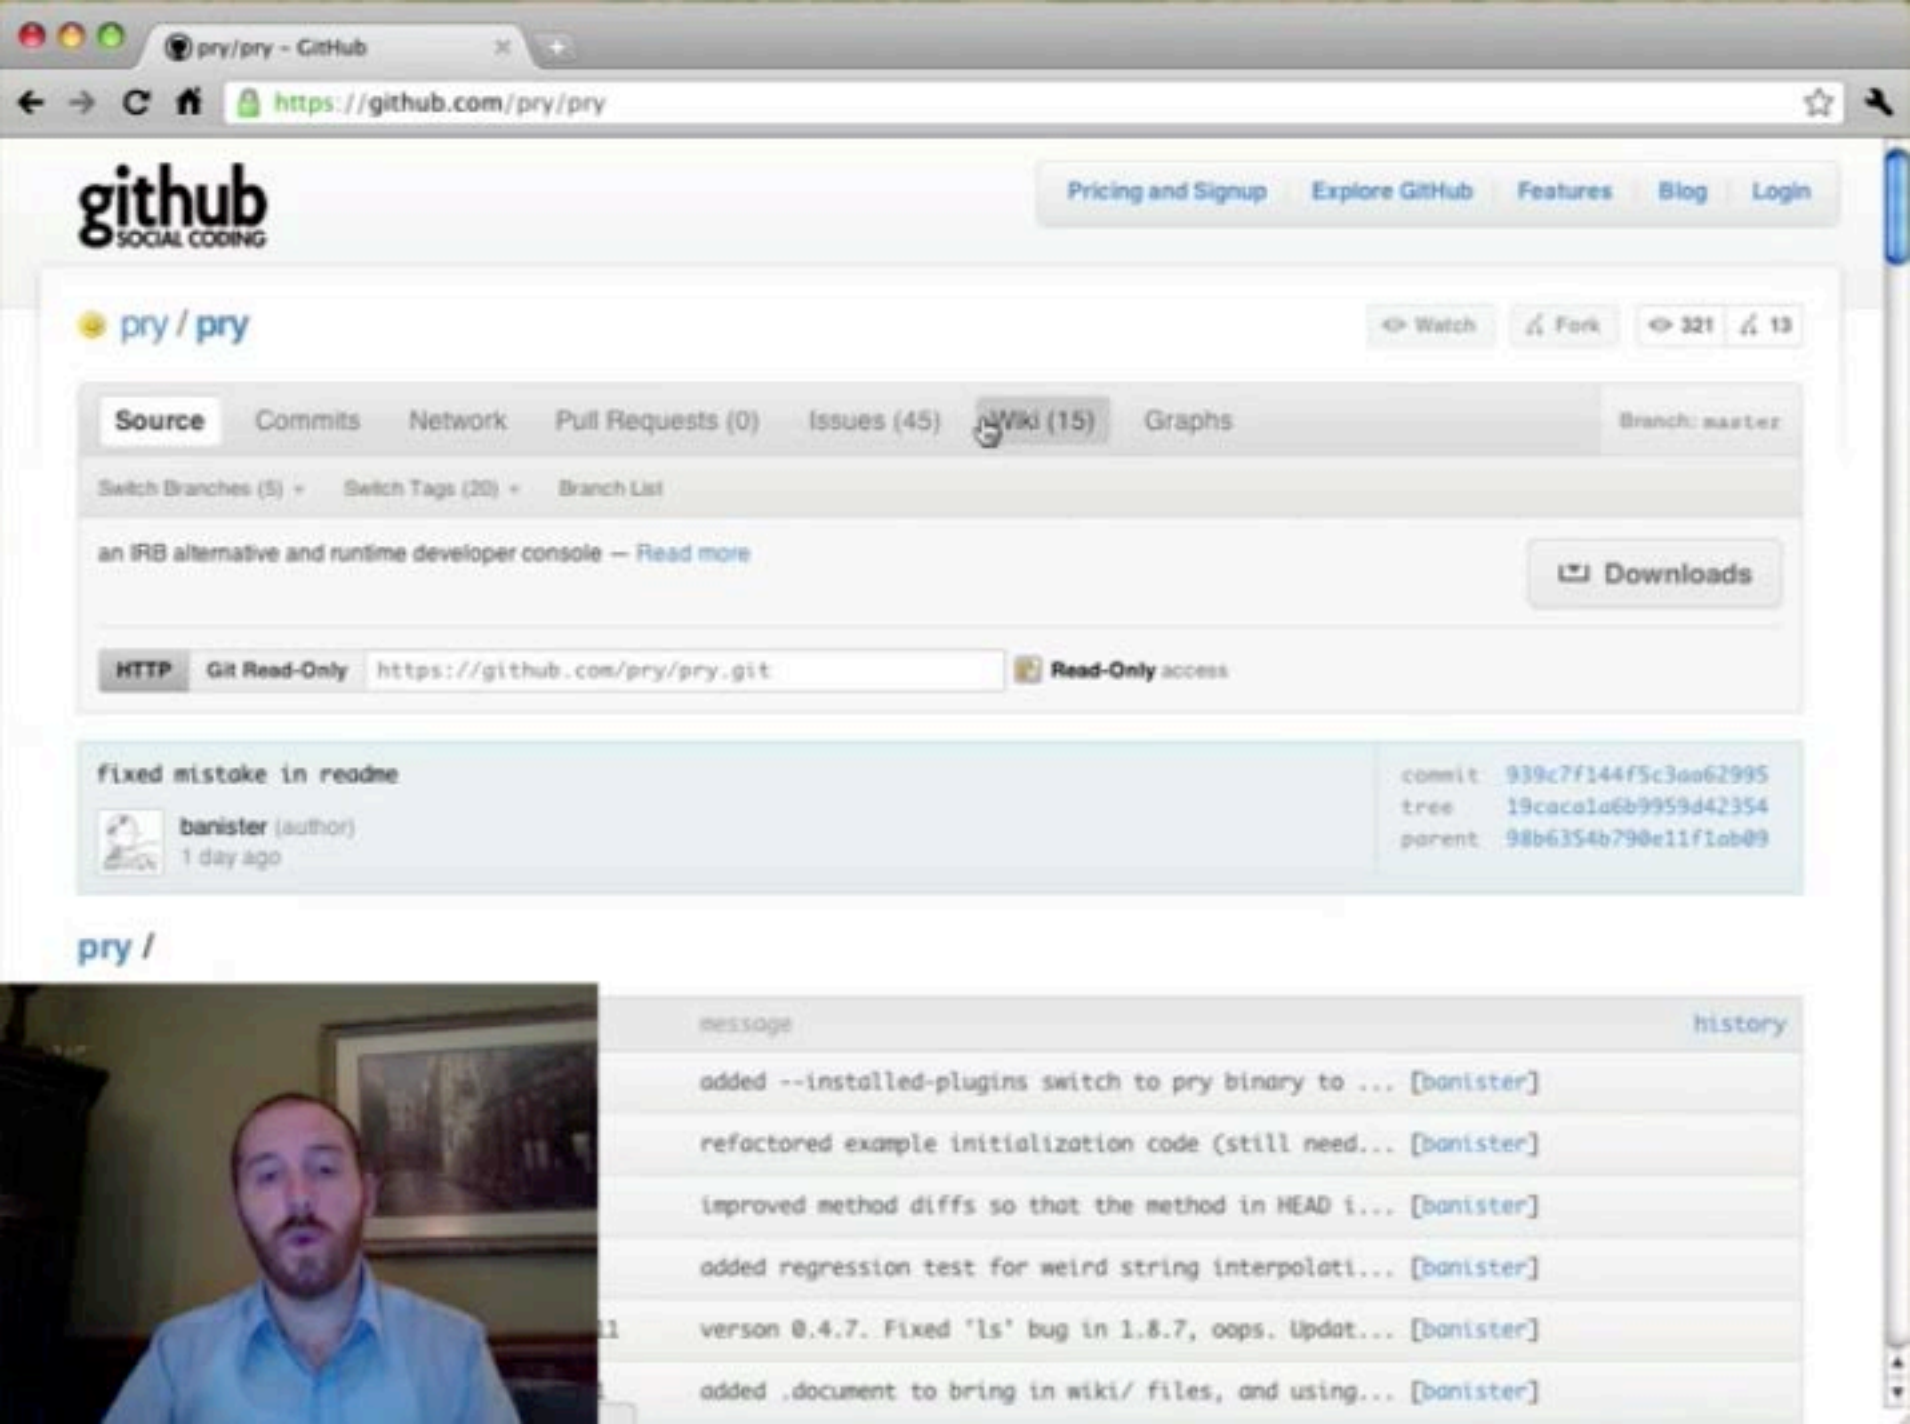 pry/pry - GitHub
https://github.com/pry/pry
github
SOCIAL CODING
Pricing and Signup Explore GitHub Features Blog Login
pry / pry
Watch Fork 321 13
Source Commits Network Pull Requests (0) Issues (45) Wiki (15) Graphs Branch: master
Switch Branches (5) Switch Tags (20) Branch List
an IRB alternative and runtime developer console — Read more
Downloads
HTTP Git Read-Only https://github.com/pry/pry.git Read-Only access
fixed mistake in readme
banister (author)
1 day ago
commit 939c7f144f5c3aa62995
tree 19caca1a6b9959d42354
parent 98b6354b790e11f1ab09
pry /
message history
added --installed-plugins switch to pry binary to ... [banister]
refactored example initialization code (still need... [banister]
improved method diffs so that the method in HEAD i... [banister]
added regression test for weird string interpolati... [banister]
11 verson 0.4.7. Fixed 'ls' bug in 1.8.7, oops. Updat... [banister]
added .document to bring in wiki/ files, and using... [banister]